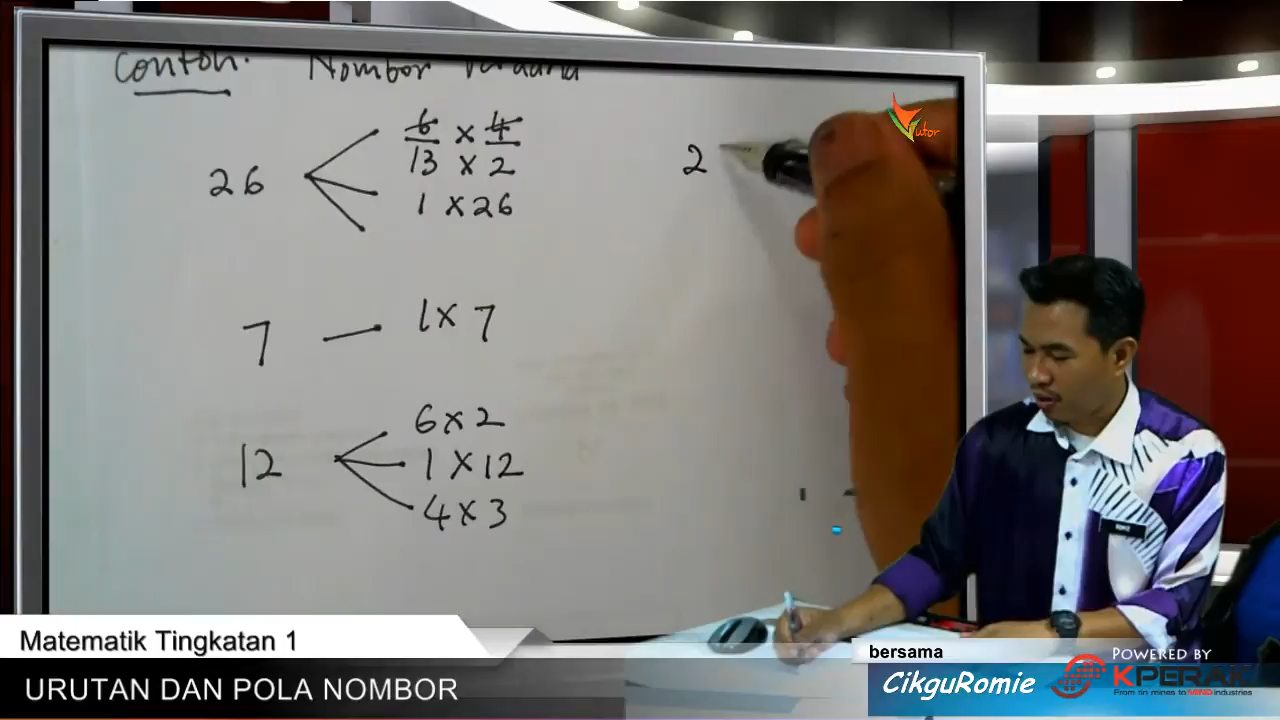 Contoh: Nombor Perdana
6 x 4
26 13 x 2
1 x 26
7 1 x 7
6 x 2
12 1 x 12
4 x 3
2
Tutor
ROMIE
Matematik Tingkatan 1
URUTAN DAN POLA NOMBOR
bersama
CikguRomie
POWERED BY
KPERAK
From tin mines to MIND industries